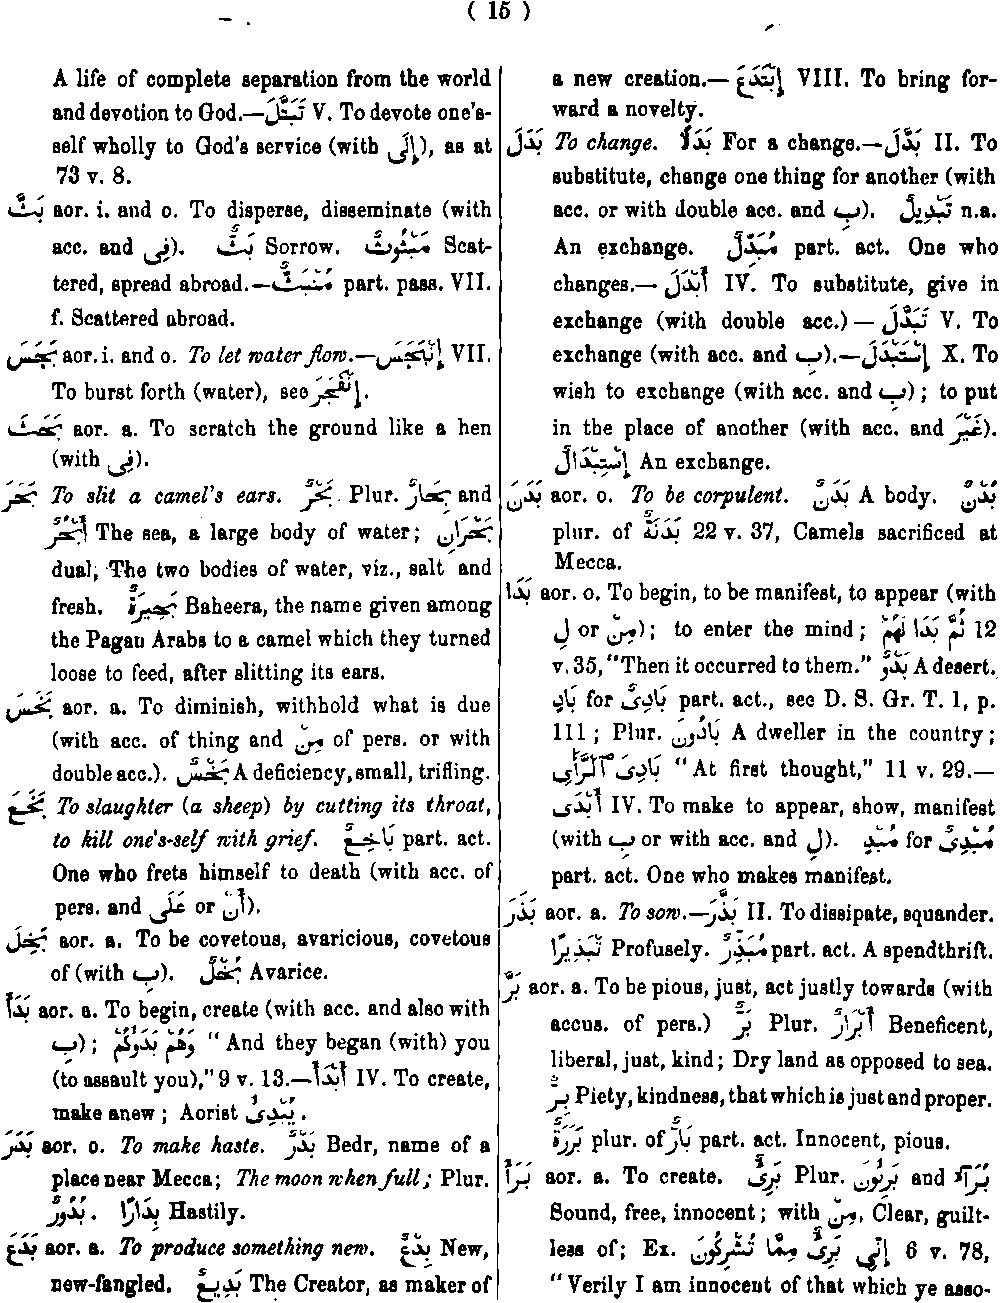 ( 15 )
A life of complete separation from the world
and devotion to God.—تَبَتَّلَ V. To devote one's-
self wholly to God's service (with إِلَى), as at
73 v. 8.
بَثَّ aor. i. and o. To disperse, disseminate (with
acc. and فِى). بَثٌّ Sorrow. مَبْثُوثٌ Scat-
tered, spread abroad.—مُنْبَثٌّ part. pass. VII.
f. Scattered abroad.
بَجَسَ aor. i. and o. To let water flow.—إِنْبَجَسَ VII.
To burst forth (water), see إِنْفَجَرَ.
بَحَثَ aor. a. To scratch the ground like a hen
(with فِى).
بَحَرَ To slit a camel's ears. بَحْرٌ Plur. بِحَارٌ and
أَبْحُرٌ The sea, a large body of water; بَحْرَانِ
dual, The two bodies of water, viz., salt and
fresh. بَحِيرَةٌ Baheera, the name given among
the Pagan Arabs to a camel which they turned
loose to feed, after slitting its ears.
بَخَسَ aor. a. To diminish, withhold what is due
(with acc. of thing and مِنْ of pers. or with
double acc.). بَخْسٌ A deficiency, small, trifling.
بَخَعَ To slaughter (a sheep) by cutting its throat,
to kill one's-self with grief. بَاخِعٌ part. act.
One who frets himself to death (with acc. of
pers. and عَلَى or أَنْ).
بَخِلَ aor. a. To be covetous, avaricious, covetous
of (with بِ). بُخْلٌ Avarice.
بَدَأَ aor. a. To begin, create (with acc. and also with
بِ); وَهُمْ بَدَوُكُمْ "And they began (with) you
(to assault you)," 9 v. 13.—أَبْدَأَ IV. To create,
make anew; Aorist يُبْدِىُٔ.
بَدَرَ aor. o. To make haste. بَدْرٌ Bedr, name of a
place near Mecca; The moon when full; Plur.
بُدُورٌ. بِدَارًا Hastily.
بَدَعَ aor. a. To produce something new. بِدْعٌ New,
new-fangled. بَدِيعٌ The Creator, as maker of
a new creation.—إِبْتَدَعَ VIII. To bring for-
ward a novelty.
بَدَلَ To change. بَدَلًا For a change.—بَدَّلَ II. To
substitute, change one thing for another (with
acc. or with double acc. and بِ). تَبْدِيلٌ n.a.
An exchange. مُبَدِّلٌ part. act. One who
changes.—أَبْدَلَ IV. To substitute, give in
exchange (with double acc.)—تَبَدَّلَ V. To
exchange (with acc. and بِ).—إِسْتَبْدَلَ X. To
wish to exchange (with acc. and بِ); to put
in the place of another (with acc. and غَيْرَ).
إِسْتِبْدَالٌ An exchange.
بَدَنَ aor. o. To be corpulent. بَدَنٌ A body. بُدْنٌ
plur. of بَدَنَةٌ 22 v. 37, Camels sacrificed at
Mecca.
بَدَا aor. o. To begin, to be manifest, to appear (with
لِ or مِنْ); to enter the mind; ثُمَّ بَدَا لَهُمْ 12
v. 35, "Then it occurred to them." بَدْوٌ A desert.
بَادٍ for بَادِىٌ part. act., see D. S. Gr. T. 1, p.
111; Plur. بَادُونَ A dweller in the country;
بَادِىَ ٱلرَّأْىِ "At first thought," 11 v. 29.—
أَبْدَى IV. To make to appear, show, manifest
(with بِ or with acc. and لِ). مُبْدٍ for مُبْدِىٌ
part. act. One who makes manifest.
بَذَرَ aor. a. To sow.—بَذَّرَ II. To dissipate, squander.
تَبْذِيرًا Profusely. مُبَذِّرٌ part. act. A spendthrift.
بَرَّ aor. a. To be pious, just, act justly towards (with
accus. of pers.) بَرٌّ Plur. أَبْرَارٌ Beneficent,
liberal, just, kind; Dry land as opposed to sea.
بِرٌّ Piety, kindness, that which is just and proper.
بَرَرَةٌ plur. of بَارٌّ part. act. Innocent, pious.
بَرَأَ aor. a. To create. بَرِىءٌ Plur. بَرِئُونَ and بُرَآءُ
Sound, free, innocent; with مِنْ, Clear, guilt-
less of; Ex. إِنِّي بَرِىءٌ مِمَّا تُشْرِكُونَ 6 v. 78,
"Verily I am innocent of that which ye asso-